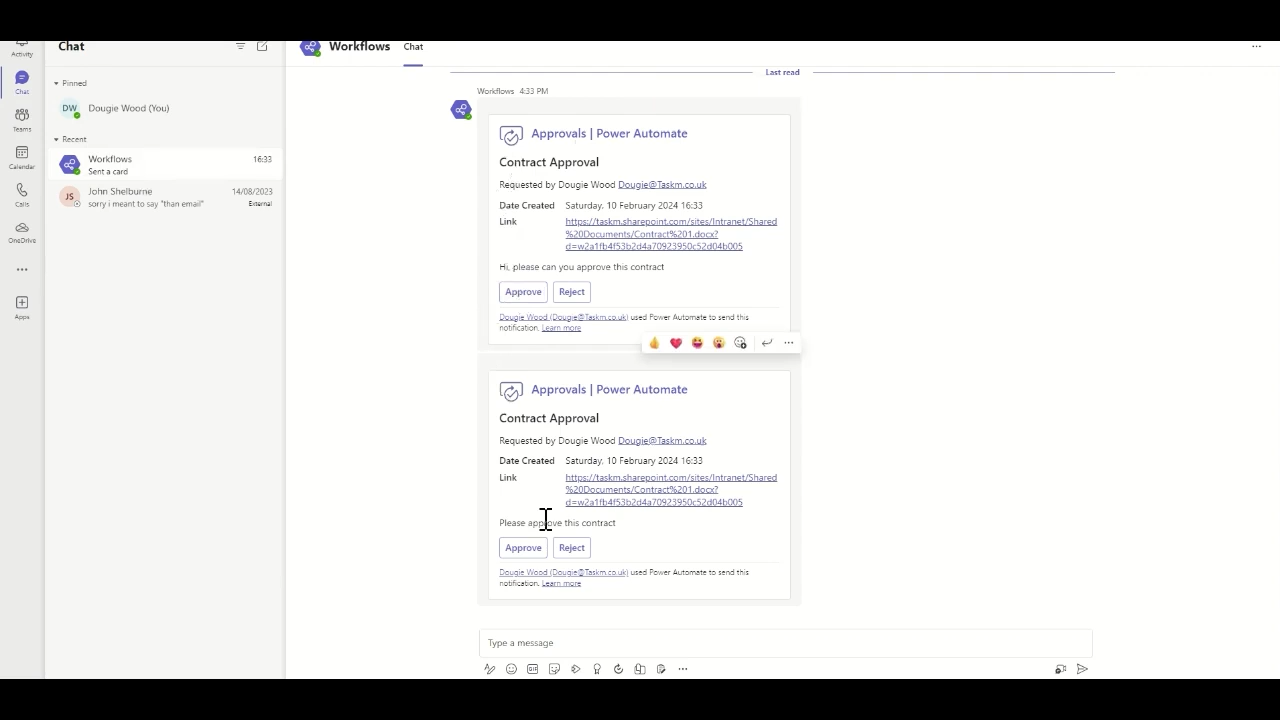 Activity
Chat
Teams
Calendar
Calls
OneDrive
Apps
Chat
Pinned
DW Dougie Wood (You)
Recent
Workflows 16:33
Sent a card
JS John Shelburne 14/08/2023
sorry i meant to say "than email" External
Workflows Chat
Last read
Workflows 4:33 PM
Approvals | Power Automate
Contract Approval
Requested by Dougie Wood Dougie@Taskm.co.uk
Date Created Saturday, 10 February 2024 16:33
Link https://taskm.sharepoint.com/sites/Intranet/Shared
%20Documents/Contract%201.docx?
d=w2a1fb4f53b2d4a70923950c52d04b005
Hi, please can you approve this contract
Approve Reject
Dougie Wood (Dougie@Taskm.co.uk) used Power Automate to send this
notification. Learn more
Approvals | Power Automate
Contract Approval
Requested by Dougie Wood Dougie@Taskm.co.uk
Date Created Saturday, 10 February 2024 16:33
Link https://taskm.sharepoint.com/sites/Intranet/Shared
%20Documents/Contract%201.docx?
d=w2a1fb4f53b2d4a70923950c52d04b005
Please approve this contract
Approve Reject
Dougie Wood (Dougie@Taskm.co.uk) used Power Automate to send this
notification. Learn more
Type a message
GIF